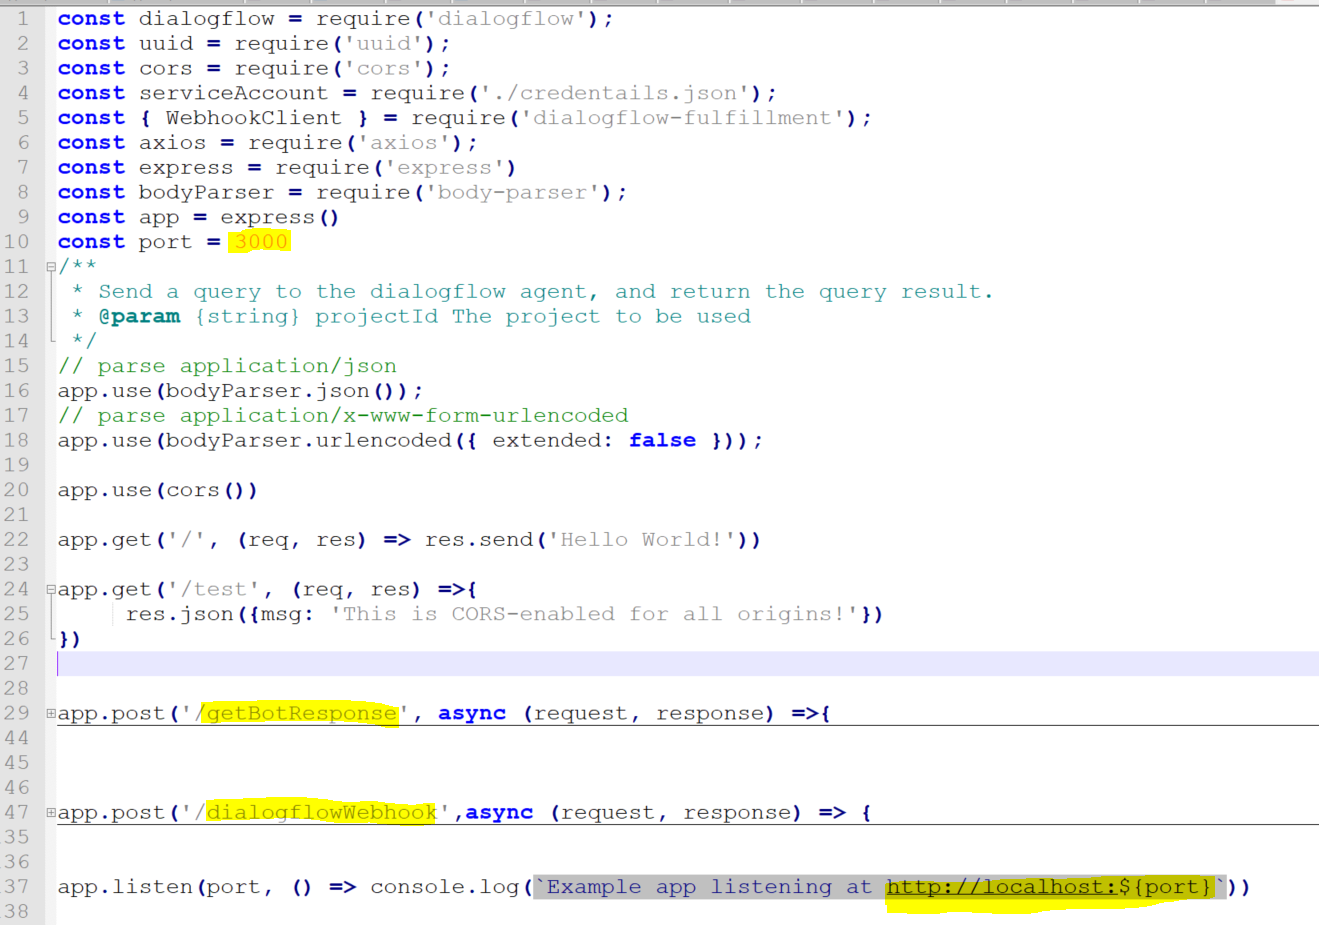 1 const dialogflow = require('dialogflow');
2 const uuid = require('uuid');
3 const cors = require('cors');
4 const serviceAccount = require('./credentails.json');
5 const { WebhookClient } = require('dialogflow-fulfillment');
6 const axios = require('axios');
7 const express = require('express')
8 const bodyParser = require('body-parser');
9 const app = express()
10 const port = 3000
11 /**
12 * Send a query to the dialogflow agent, and return the query result.
13 * @param {string} projectId The project to be used
14 */
15 // parse application/json
16 app.use(bodyParser.json());
17 // parse application/x-www-form-urlencoded
18 app.use(bodyParser.urlencoded({ extended: false }));
19
20 app.use(cors())
21
22 app.get('/', (req, res) => res.send('Hello World!'))
23
24 app.get('/test', (req, res) =>{
25 res.json({msg: 'This is CORS-enabled for all origins!'})
26 })
27
28
29 app.post('/getBotResponse', async (request, response) =>{
44
45
46
47 app.post('/dialogflowWebhook',async (request, response) => {
35
36
37 app.listen(port, () => console.log(`Example app listening at http://localhost:${port}`))
38